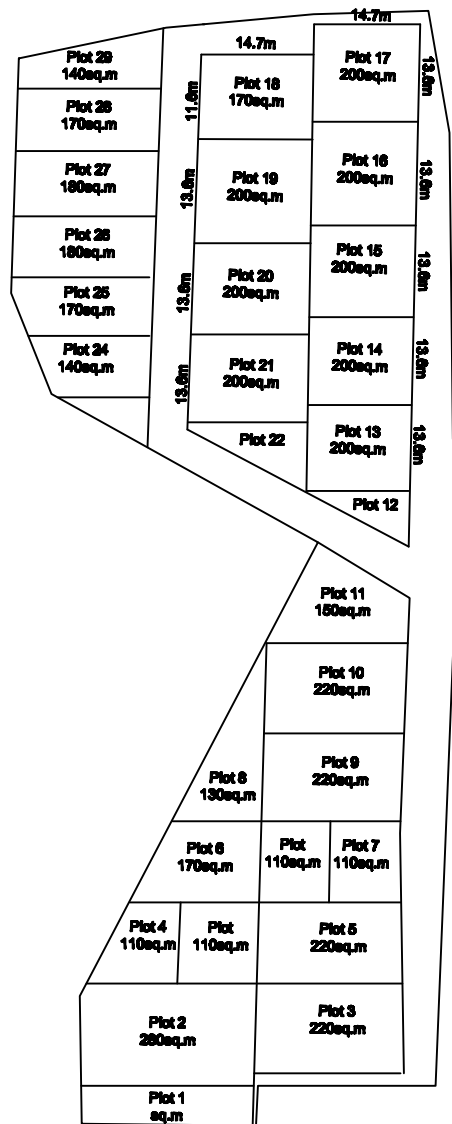 14.7m
Plot 29
140sq.m
14.7m
Plot 17
200sq.m
13.6m
Plot 18
170sq.m
11.6m
Plot 28
170sq.m
Plot 27
180sq.m
Plot 19
200sq.m
13.6m
Plot 16
200sq.m
13.6m
Plot 26
180sq.m
Plot 15
200sq.m
13.6m
Plot 20
200sq.m
13.6m
Plot 25
170sq.m
Plot 24
140sq.m
Plot 14
200sq.m
13.6m
Plot 21
200sq.m
13.6m
Plot 22
Plot 13
200sq.m
13.6m
Plot 12
Plot 11
150sq.m
Plot 10
220sq.m
Plot 9
220sq.m
Plot 8
130sq.m
Plot 6
170sq.m
Plot
110sq.m
Plot 7
110sq.m
Plot 4
110sq.m
Plot
110sq.m
Plot 5
220sq.m
Plot 3
220sq.m
Plot 2
280sq.m
Plot 1
sq.m